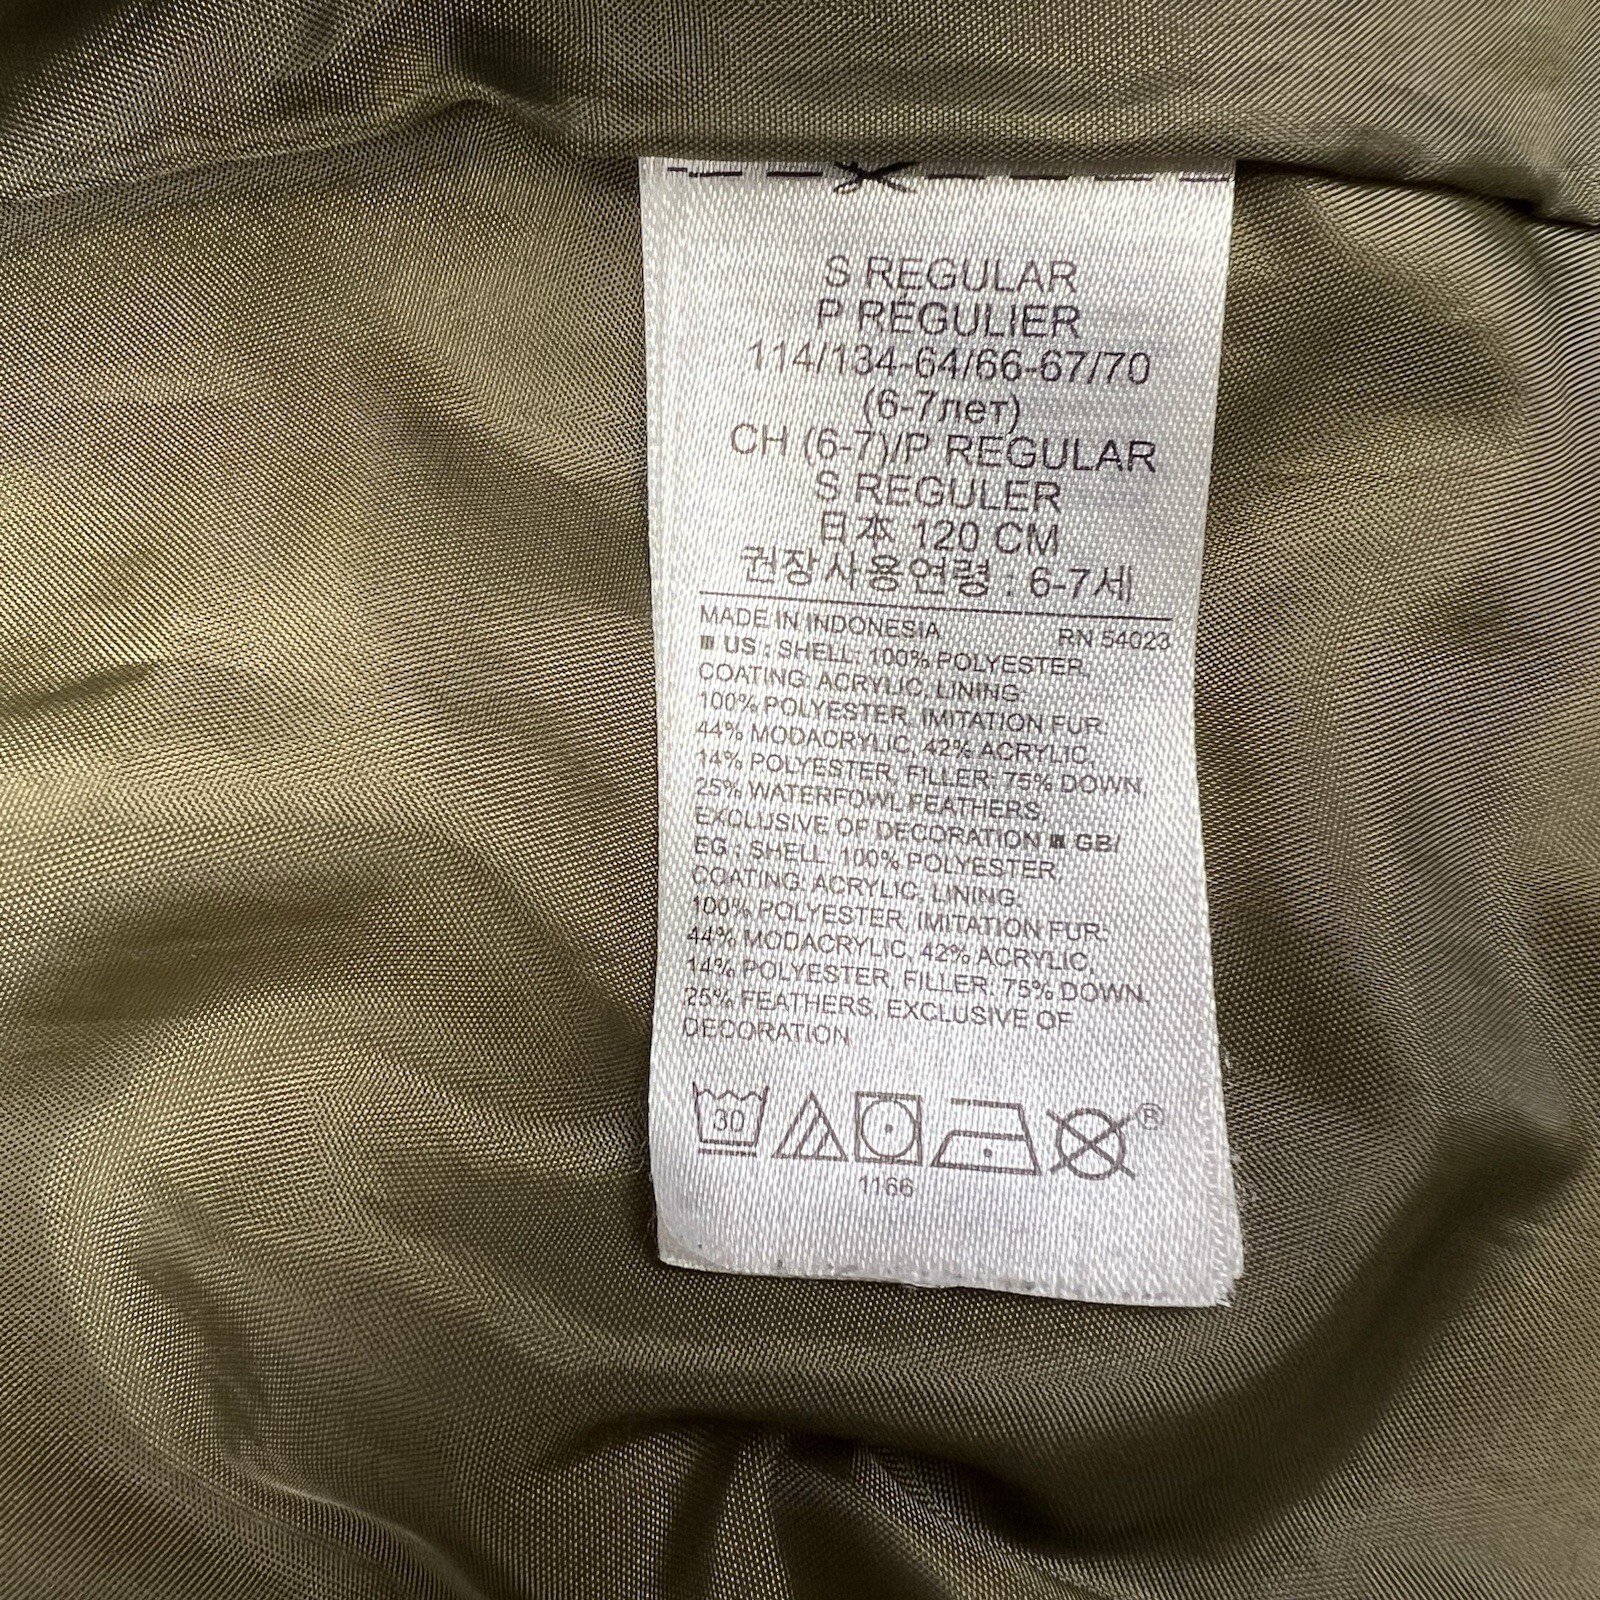 S REGULAR
P RÉGULIER
114/134-64/66-67/70
(6-7лет)
CH (6-7)/P REGULAR
S REGULER
日本 120 CM
권장사용연령 : 6-7세
MADE IN INDONESIA RN 54023
US : SHELL: 100% POLYESTER,
COATING: ACRYLIC, LINING:
100% POLYESTER, IMITATION FUR:
44% MODACRYLIC, 42% ACRYLIC,
14% POLYESTER, FILLER: 75% DOWN,
25% WATERFOWL FEATHERS,
EXCLUSIVE OF DECORATION GB/
EG : SHELL: 100% POLYESTER,
COATING: ACRYLIC, LINING:
100% POLYESTER, IMITATION FUR:
44% MODACRYLIC, 42% ACRYLIC,
14% POLYESTER, FILLER: 75% DOWN,
25% FEATHERS, EXCLUSIVE OF
DECORATION
30 ®
1166